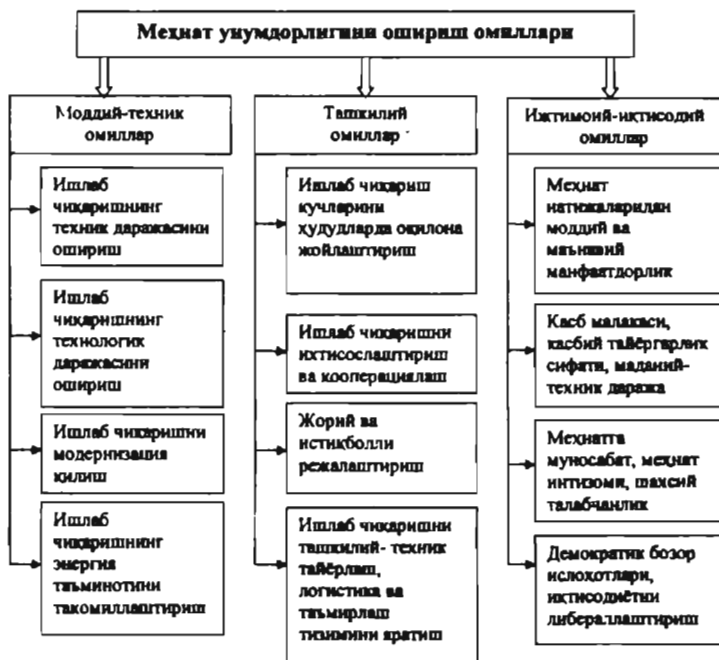 Меҳнат унумдорлигини ошириш омиллари
Моддий-техник
омиллар
Ишлаб
чиқаришнинг
техник даражасини
ошириш
Ишлаб
чиқаришнинг
технологик
даражасини
ошириш
Ишлаб чиқаришни
модернизация
қилиш
Ишлаб
чиқаришнинг
энергия
таъминотини
такомиллаштириш
Ташкилий
омиллар
Ишлаб чиқариш
кучларини
ҳудудларда оқилона
жойлаштириш
Ишлаб чиқаришни
ихтисослаштириш
ва кооперациялаш
Жорий ва
истиқболли
режалаштириш
Ишлаб чиқаришни
ташкилий- техник
тайёрлаш,
логистика ва
таъмирлаш
тизимини яратиш
Ижтимоий-иқтисодий
омиллар
Меҳнат
натижаларидан
моддий ва
маънавий
манфаатдорлик
Касб малакаси,
касбий тайёргарлик
сифати, маданий-
техник даража
Меҳнатга
муносабат, меҳнат
интизоми, шахсий
талабчанлик
Демократик бозор
ислоҳотлари,
иқтисодиётни
либераллаштириш